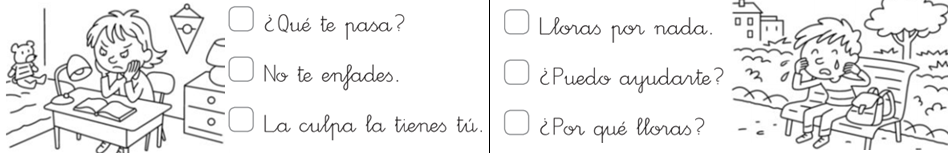 ¿Qué te pasa?
No te enfades.
La culpa la tienes tú.
Lloras por nada.
¿Puedo ayudarte?
¿Por qué lloras?